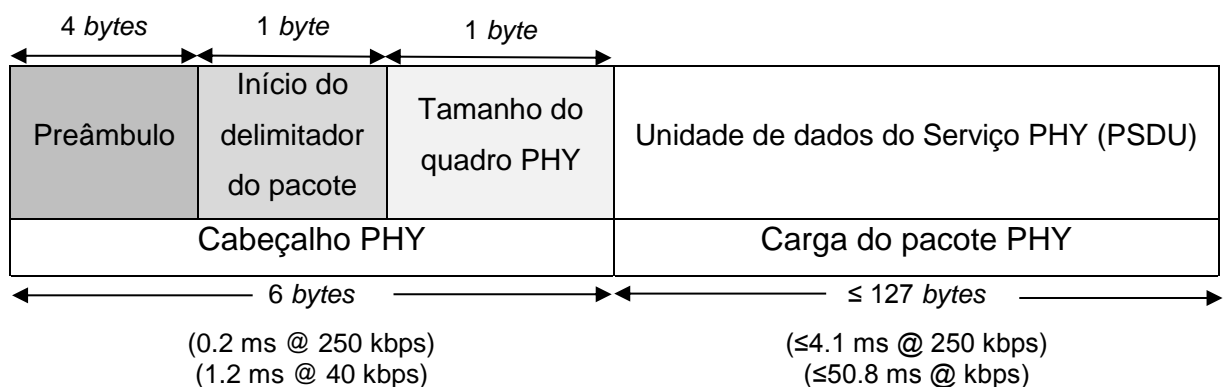 4 bytes 1 byte 1 byte
Preâmbulo
Início do
delimitador
do pacote
Tamanho do
quadro PHY
Unidade de dados do Serviço PHY (PSDU)
Cabeçalho PHY
Carga do pacote PHY
6 bytes
≤ 127 bytes
(0.2 ms @ 250 kbps)
(1.2 ms @ 40 kbps)
(≤4.1 ms @ 250 kbps)
(≤50.8 ms @ kbps)